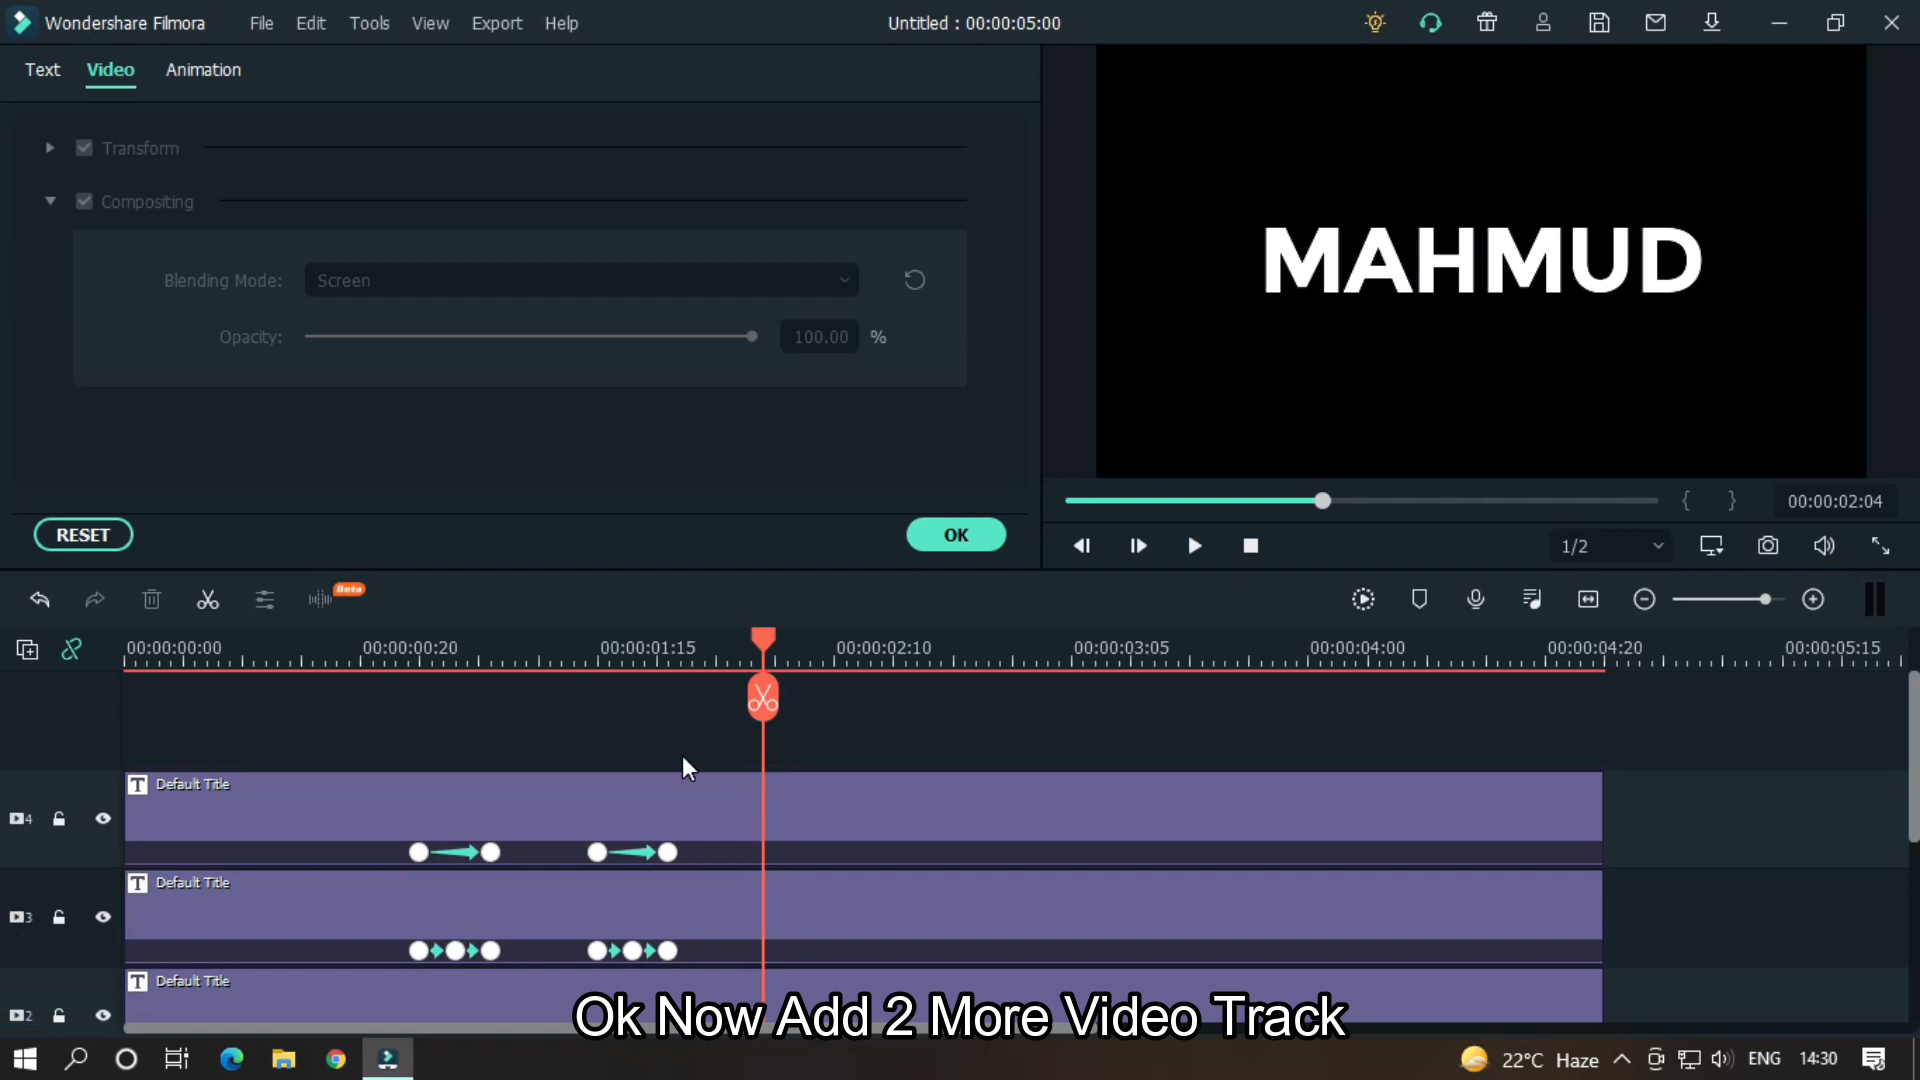 Wondershare Filmora File Edit Tools View Export Help Untitled : 00:00:05:00
Text Video Animation
Transform
Compositing
Blending Mode: Screen
Opacity: 100.00 %
RESET OK
MAHMUD
{ } 00:00:02:04
1/2
Beta
00:00:00:00 00:00:00:20 00:00:01:15 00:00:02:10 00:00:03:05 00:00:04:00 00:00:04:20 00:00:05:15
T Default Title
4
T Default Title
3
T Default Title
2
Ok Now Add 2 More Video Track
22°C Haze ENG 14:30